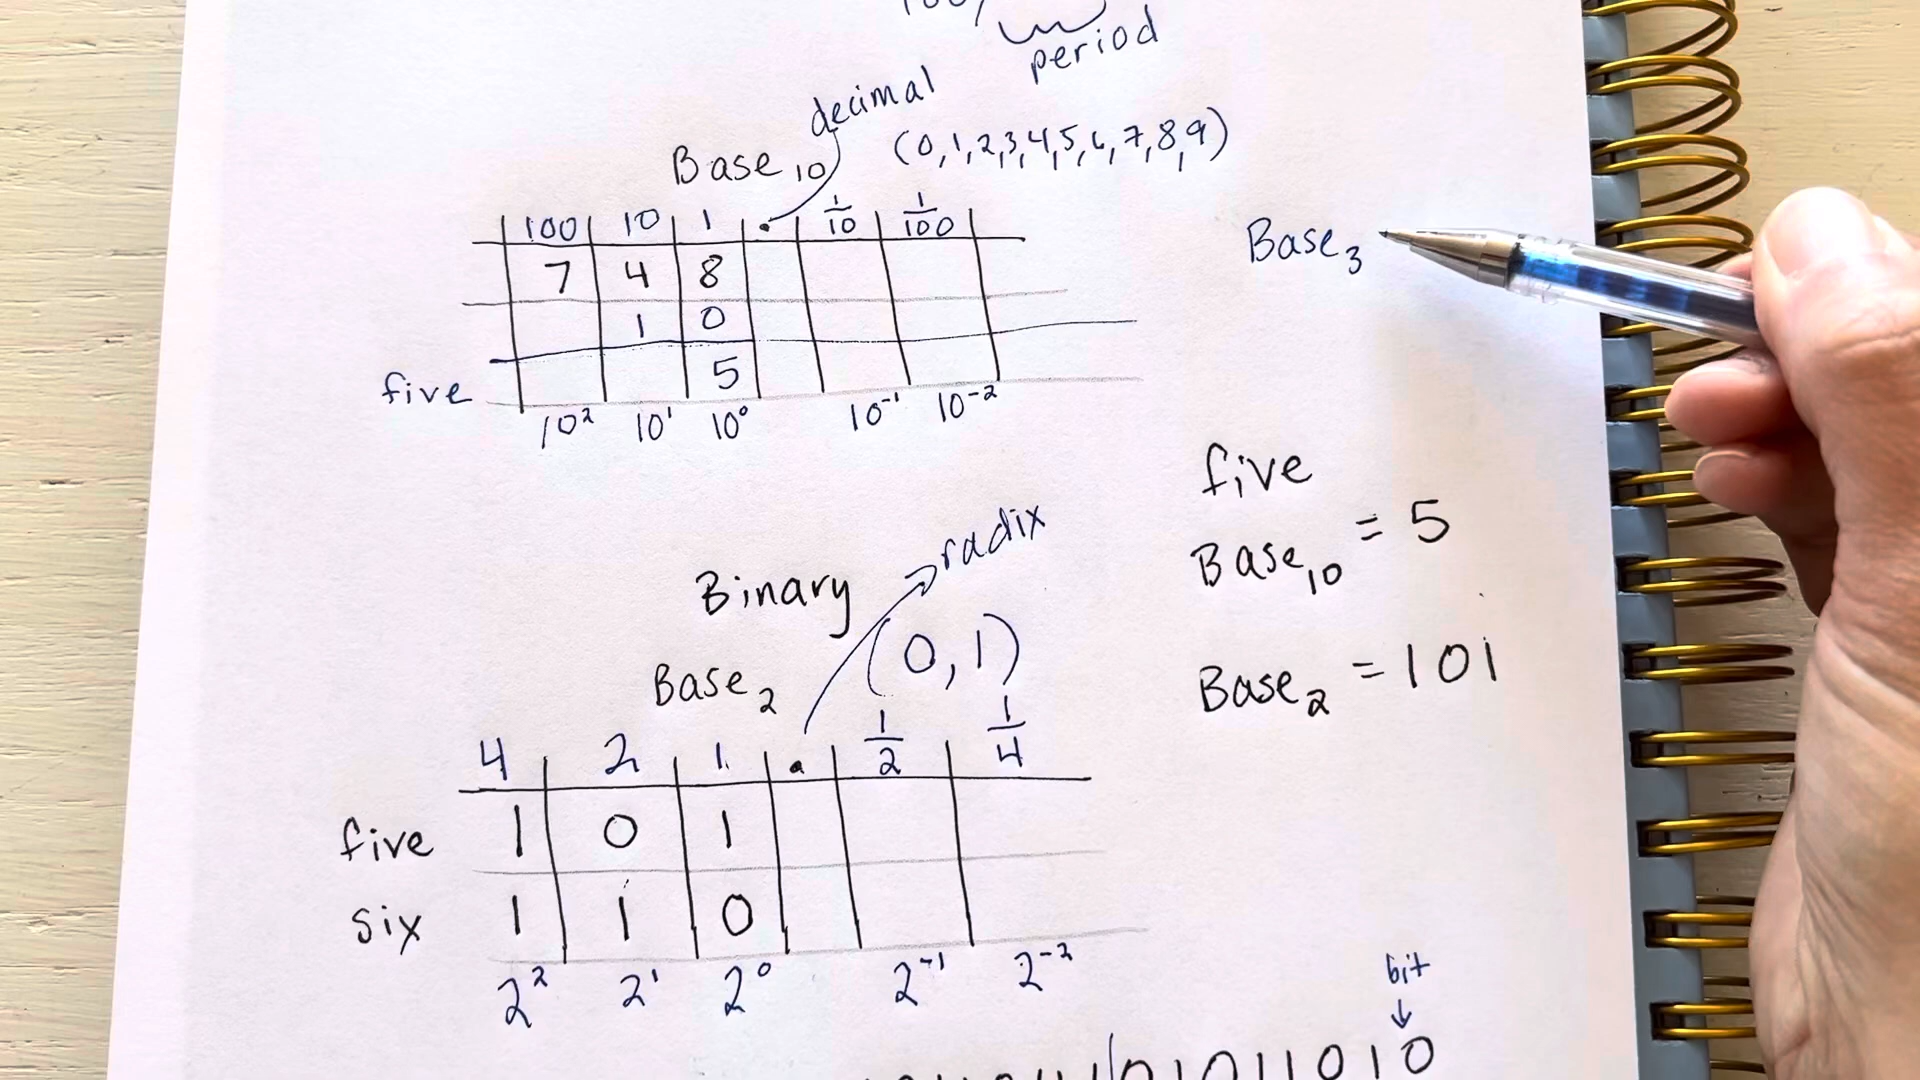 period
decimal
Base₁₀ (0,1,2,3,4,5,6,7,8,9)
100 10 1 . 1/10 1/100
7 4 8
1 0
five 5
10² 10¹ 10⁰ 10⁻¹ 10⁻²
Base₃
five
Base₁₀ = 5
Base₂ = 101
radix
Binary
(0,1)
Base₂
4 2 1 . 1/2 1/4
five 1 0 1
six 1 1 0
2² 2¹ 2⁰ 2⁻¹ 2⁻²
bit
↓
01011010